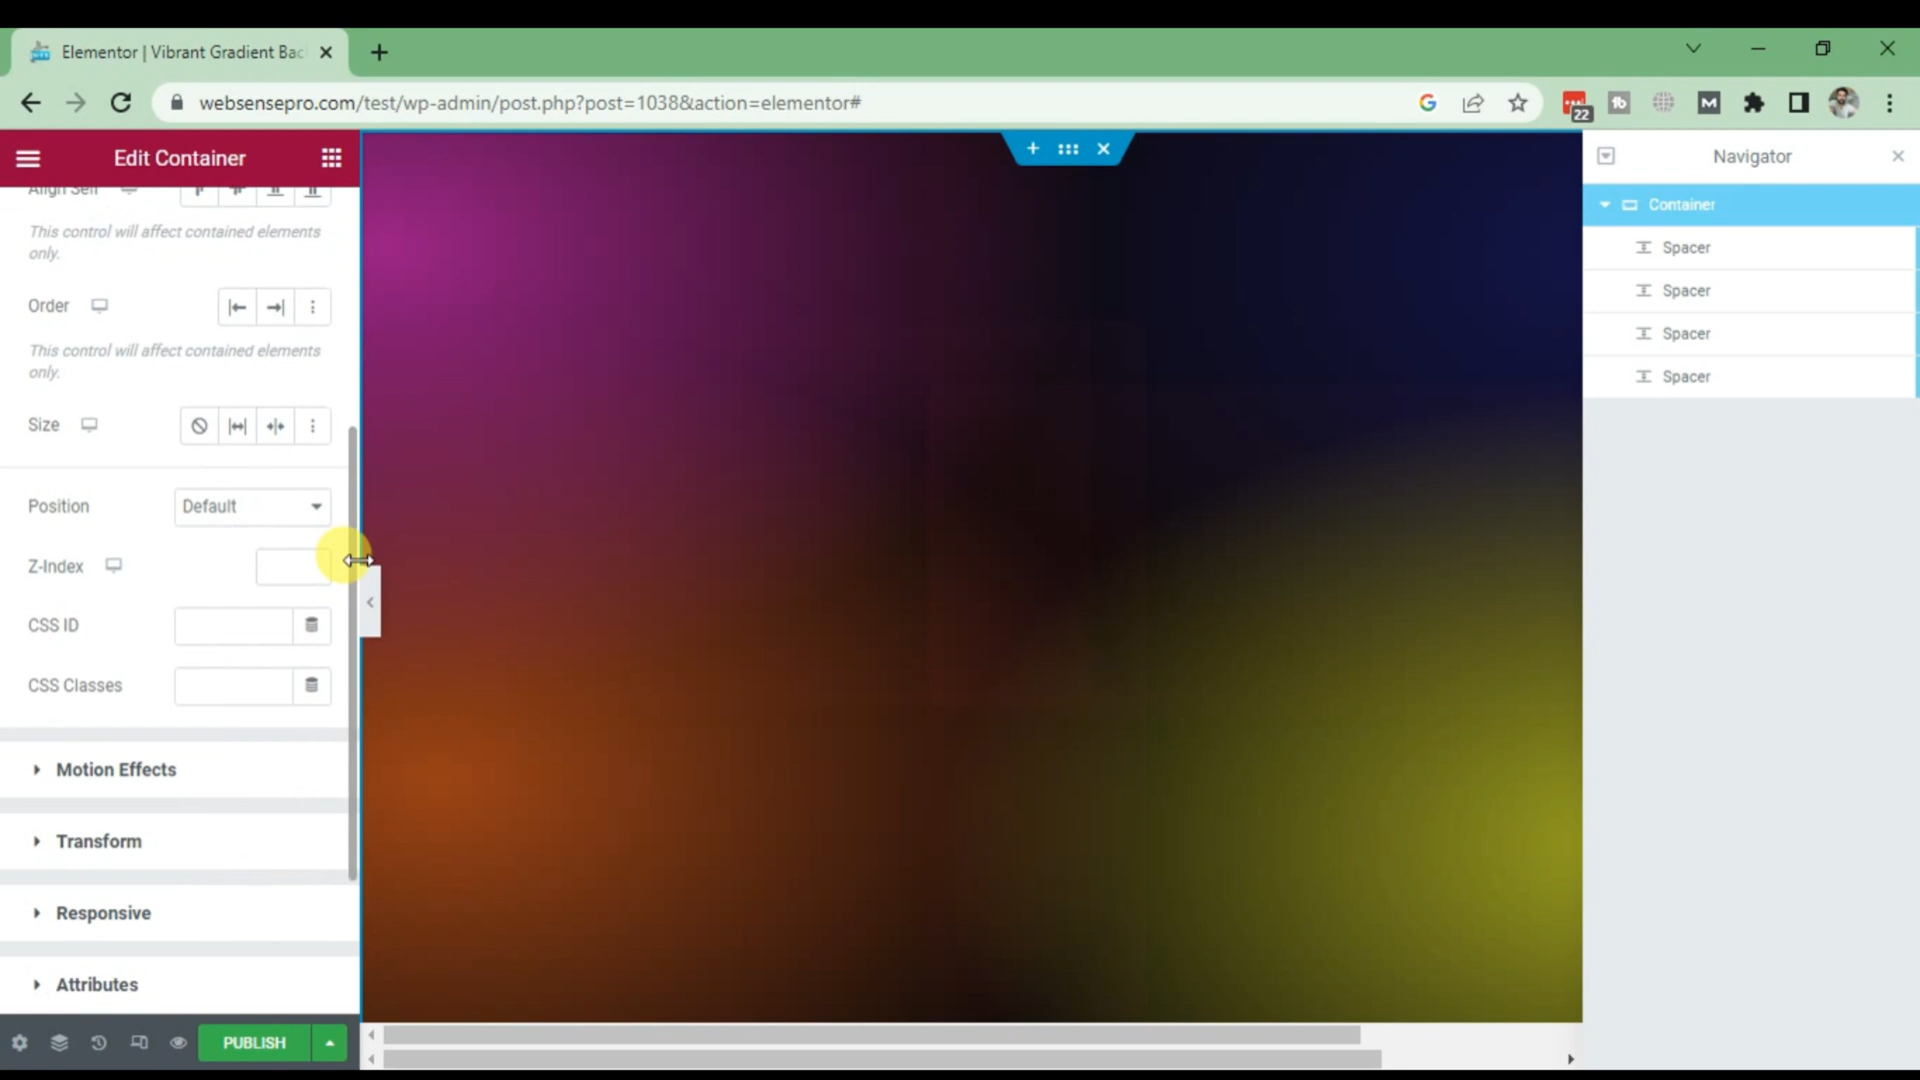 Elementor | Vibrant Gradient Bac
websensepro.com/test/wp-admin/post.php?post=1038&action=elementor#
22
Edit Container
Navigator
Align Self
This control will affect contained elements
only.
Order
This control will affect contained elements
only.
Size
Position
Default
Z-Index
CSS ID
CSS Classes
Motion Effects
Transform
Responsive
Attributes
PUBLISH
Container
Spacer
Spacer
Spacer
Spacer